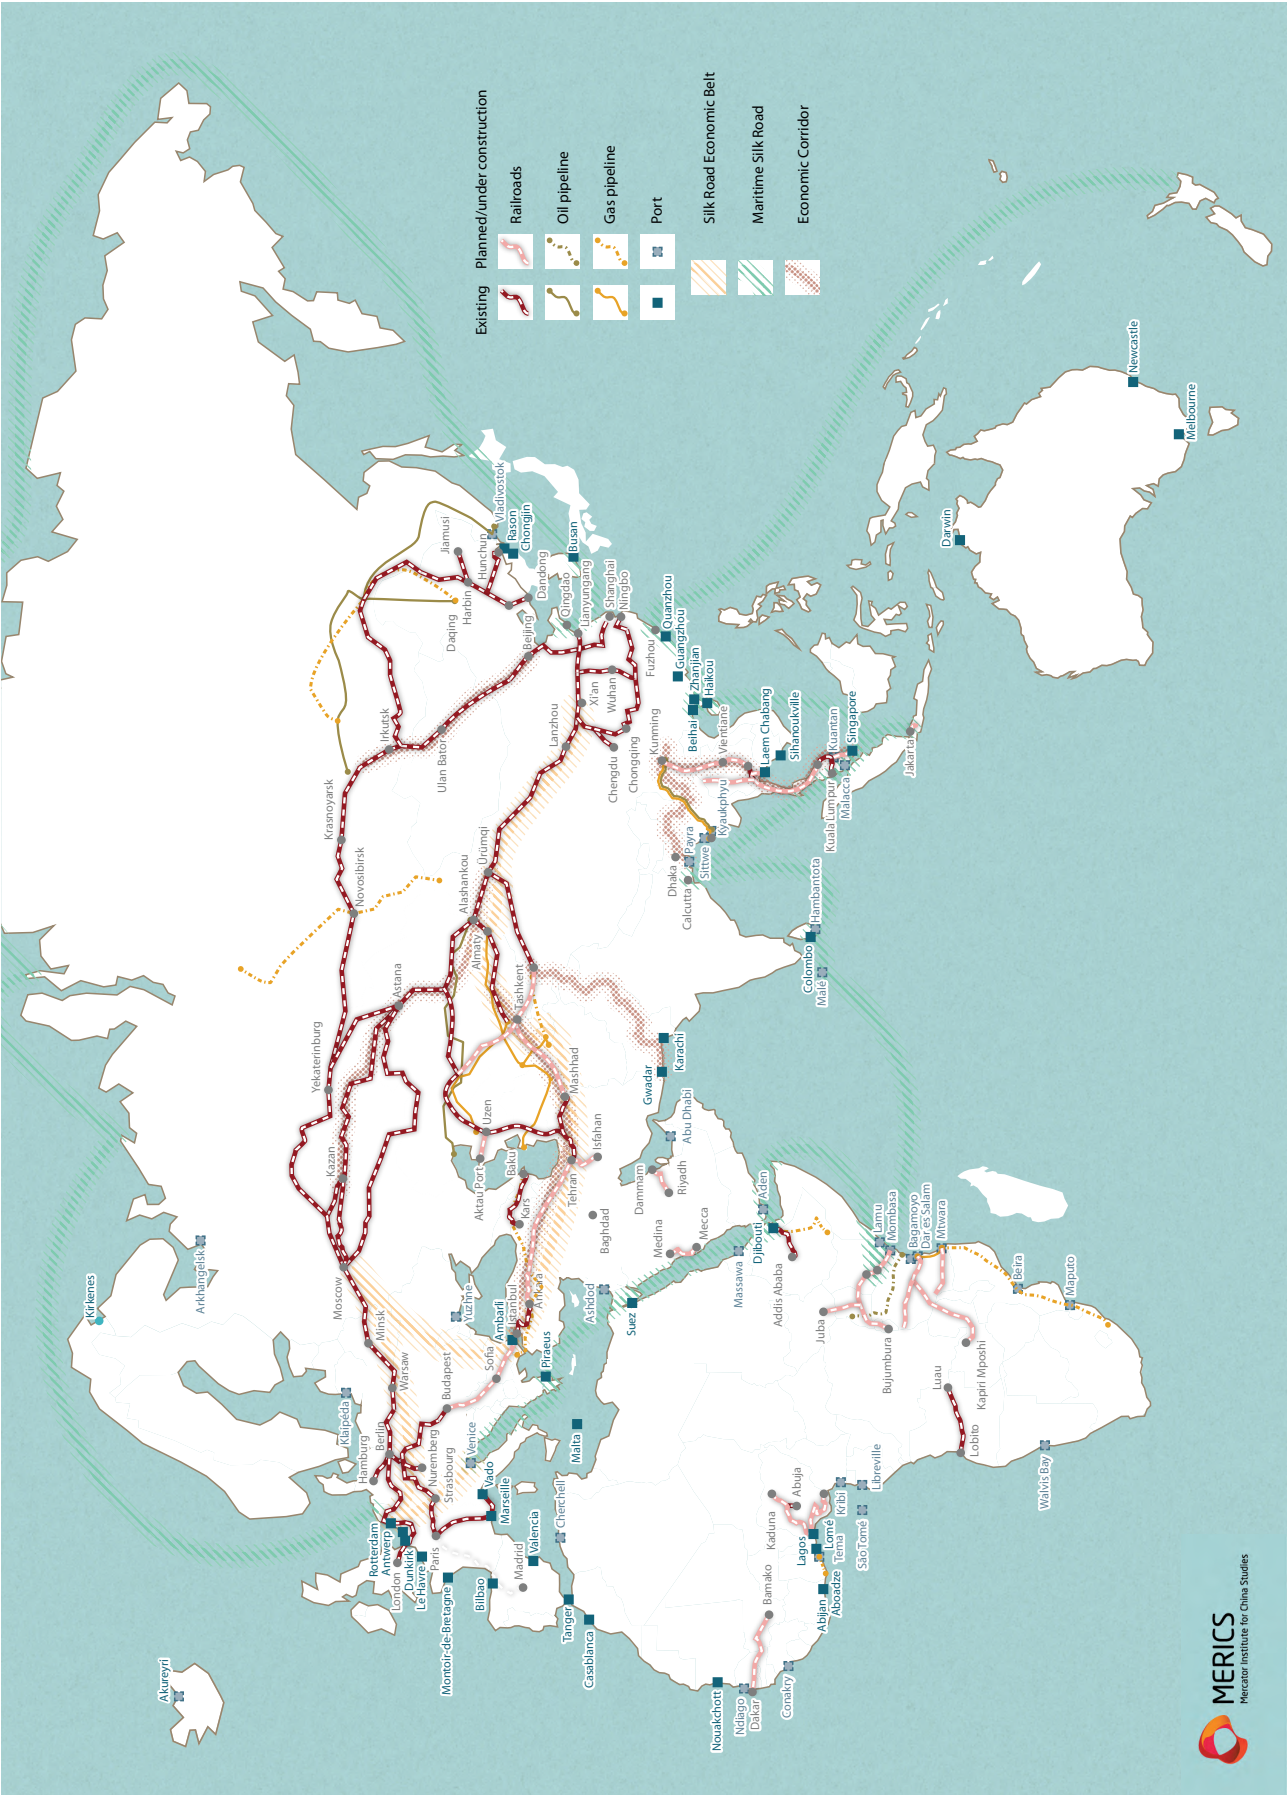 Existing
Planned/under construction
Railroads
Oil pipeline
Gas pipeline
Port
Silk Road Economic Belt
Maritime Silk Road
Economic Corridor
Akureyri
Kirkenes
Arkhangelsk
Klaipėda
Hamburg
Berlin
Rotterdam
Antwerp
London
Dunkirk
Le Havre
Paris
Montoir-de-Bretagne
Bilbao
Madrid
Valencia
Tanger
Casablanca
Cherchell
Nuremberg
Strasbourg
Venice
Vado
Marseille
Malta
Warsaw
Minsk
Moscow
Budapest
Sofia
Piraeus
Yuzhne
Ambarli
Istanbul
Ankara
Kars
Baku
Aktau Port
Uzen
Tehran
Isfahan
Mashhad
Baghdad
Ashdod
Suez
Kazan
Yekaterinburg
Astana
Novosibirsk
Krasnoyarsk
Irkutsk
Ulan Bator
Tashkent
Almaty
Alashankou
Ürümqi
Lanzhou
Xi'an
Wuhan
Chengdu
Chongqing
Beijing
Daqing
Harbin
Jiamusi
Hunchun
Vladivostok
Rason
Chongjin
Dandong
Busan
Qingdao
Lianyungang
Shanghai
Ningbo
Fuzhou
Quanzhou
Guangzhou
Zhanjian
Haikou
Beihai
Kunming
Vientiane
Laem Chabang
Sihanoukville
Kuantan
Singapore
Kuala Lumpur
Malacca
Jakarta
Kyaukphyu
Sittwe
Payra
Dhaka
Calcutta
Hambantota
Colombo
Malé
Karachi
Gwadar
Abu Dhabi
Dammam
Riyadh
Medina
Mecca
Aden
Djibouti
Massawa
Addis Ababa
Juba
Lamu
Mombasa
Bagamoyo
Dar es Salam
Mtwara
Bujumbura
Kapiri Mposhi
Luau
Lobito
Beira
Maputo
Walvis Bay
Libreville
Kribi
São Tomé
Abuja
Kaduna
Lagos
Lomé
Tema
Aboadze
Abijan
Bamako
Conakry
Dakar
Ndiago
Nouakchott
Darwin
Newcastle
Melbourne
MERICS
Mercator Institute for China Studies